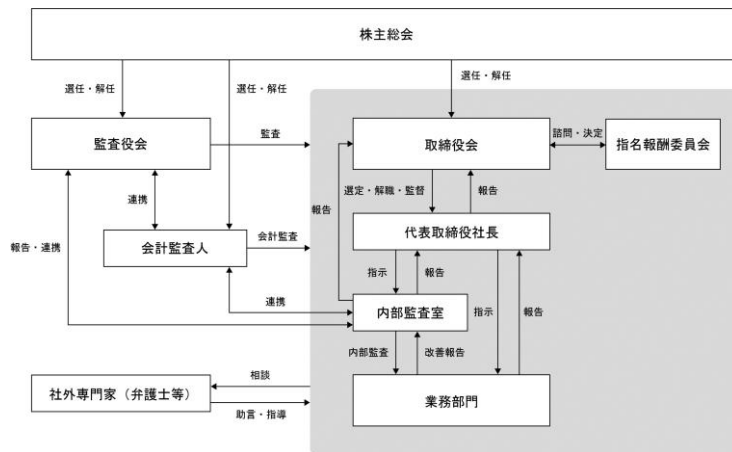 株主総会
選任・解任
選任・解任
選任・解任
監査役会
監査
取締役会
諮問・決定
指名報酬委員会
連携
報告
選定・解職・監督
報告
報告・連携
会計監査人
会計監査
代表取締役社長
連携
指示
報告
内部監査室
指示
報告
内部監査
改善報告
社外専門家（弁護士等）
相談
助言・指導
業務部門